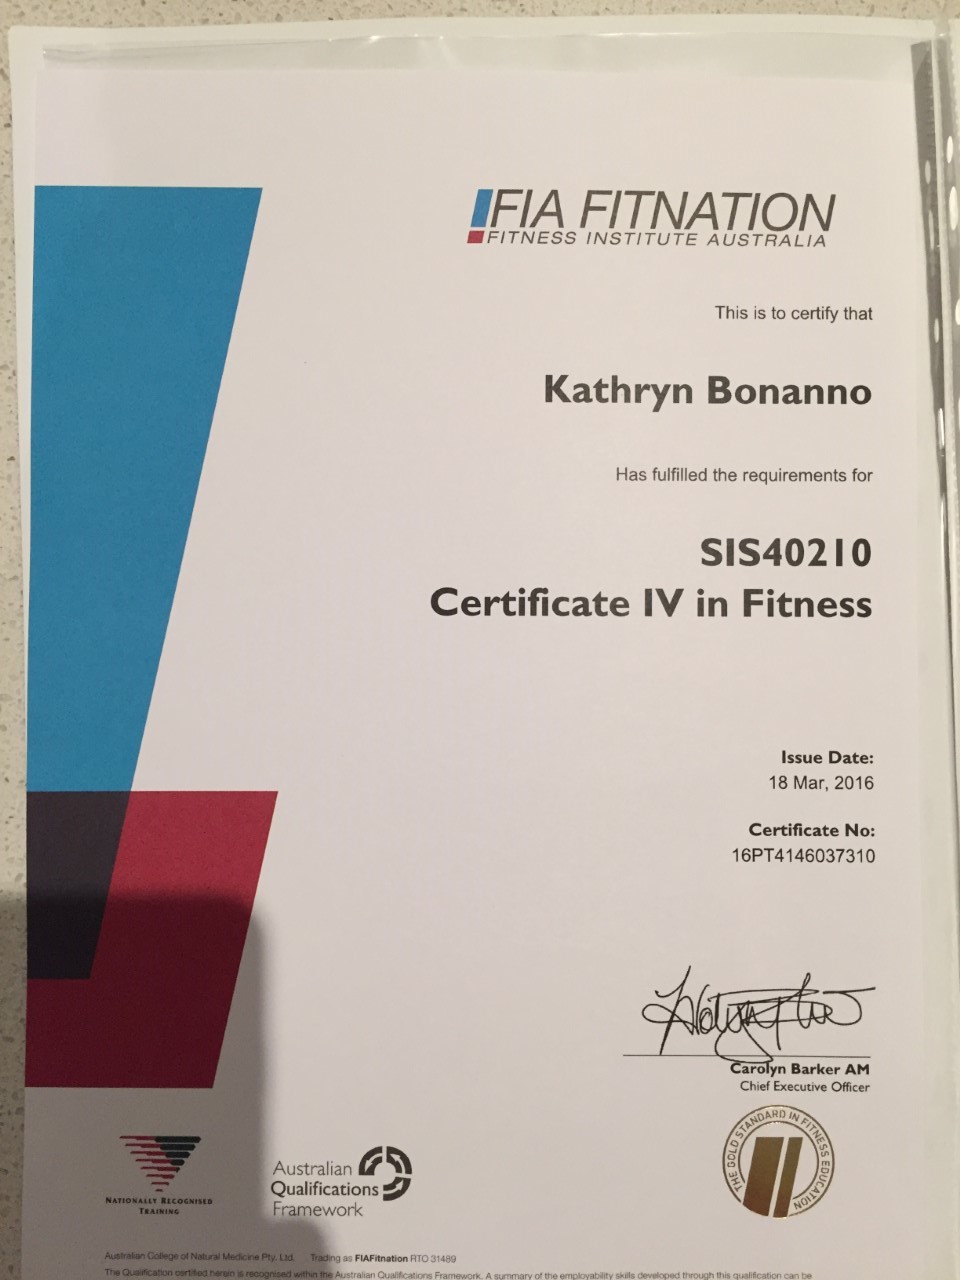 FIA FITNATION
FITNESS INSTITUTE AUSTRALIA
This is to certify that
Kathryn Bonanno
Has fulfilled the requirements for
SIS40210
Certificate IV in Fitness
Issue Date:
18 Mar, 2016
Certificate No:
16PT4146037310
Carolyn Barker AM
Chief Executive Officer
THE GOLD STANDARD IN FITNESS EDUCATION
NATIONALLY RECOGNISED
TRAINING
Australian
Qualifications
Framework
Australian College of Natural Medicine Pty. Ltd. Trading as FIAFitnation RTO 31489
The Qualification certified herein is recognised within the Australian Qualifications Framework. A summary of the employability skills developed through this qualification can be